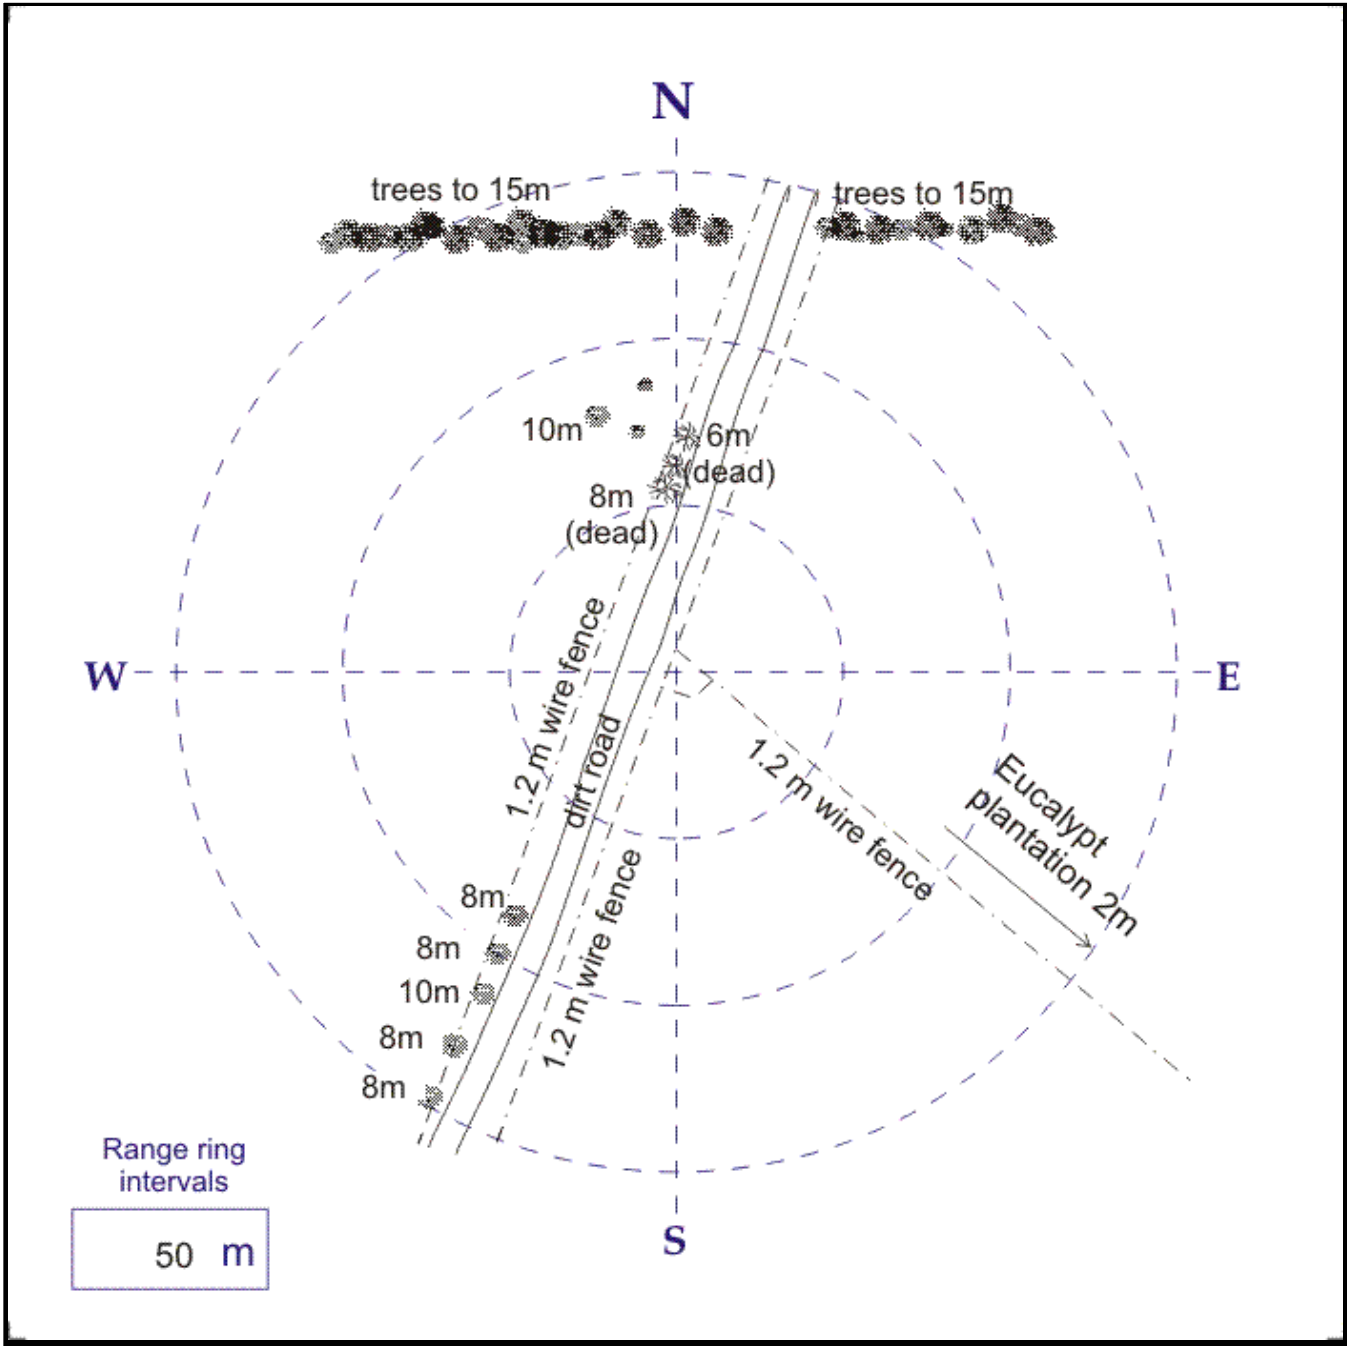 N
trees to 15m
trees to 15m
10m
6m
(dead)
8m
(dead)
W
E
1.2 m wire fence
dirt road
1.2 m wire fence
Eucalypt
plantation 2m
1.2 m wire fence
8m
8m
10m
8m
8m
Range ring
intervals
50 m
S